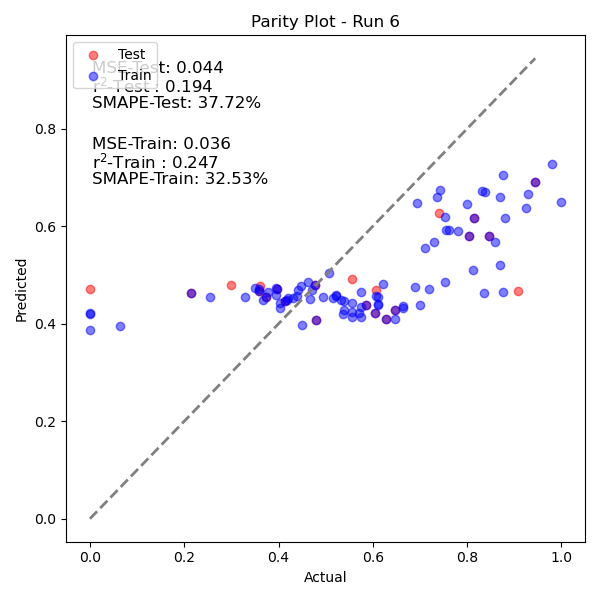 Parity Plot - Run 6
Test
Train
MSE-Test: 0.044
r²-Test : 0.194
SMAPE-Test: 37.72%
MSE-Train: 0.036
r²-Train : 0.247
SMAPE-Train: 32.53%
Predicted
0.8
0.6
0.4
0.2
0.0
0.0 0.2 0.4 0.6 0.8 1.0
Actual